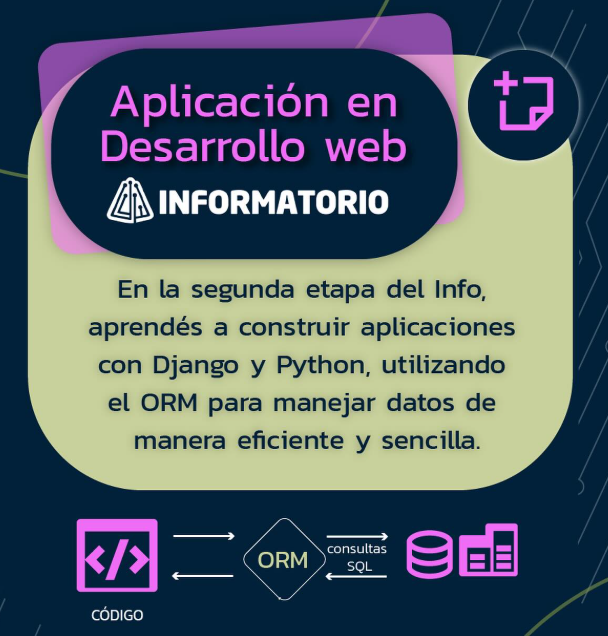 Aplicación en
Desarrollo web
INFORMATORIO
En la segunda etapa del Info,
aprendés a construir aplicaciones
con Django y Python, utilizando
el ORM para manejar datos de
manera eficiente y sencilla.
</>
ORM
consultas
SQL
CÓDIGO